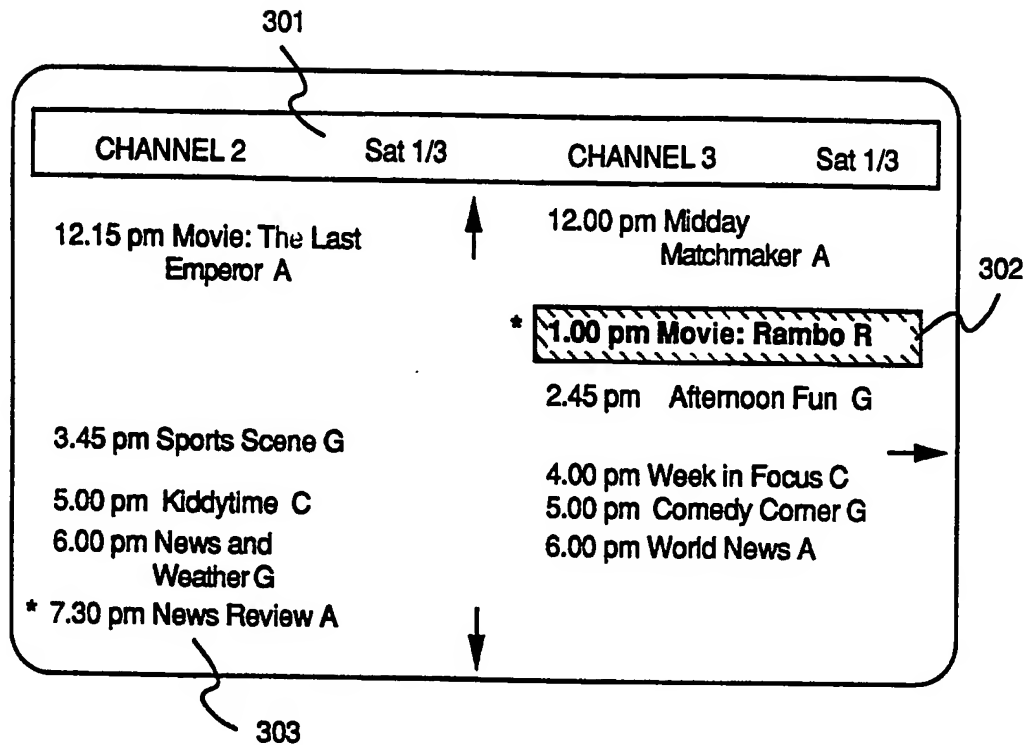 301
CHANNEL 2 Sat 1/3 CHANNEL 3 Sat 1/3
12.15 pm Movie: The Last
Emperor A
3.45 pm Sports Scene G
5.00 pm Kiddytime C
6.00 pm News and
Weather G
* 7.30 pm News Review A
12.00 pm Midday
Matchmaker A
* 1.00 pm Movie: Rambo R
2.45 pm Afternoon Fun G
4.00 pm Week in Focus C
5.00 pm Comedy Corner G
6.00 pm World News A
302
303